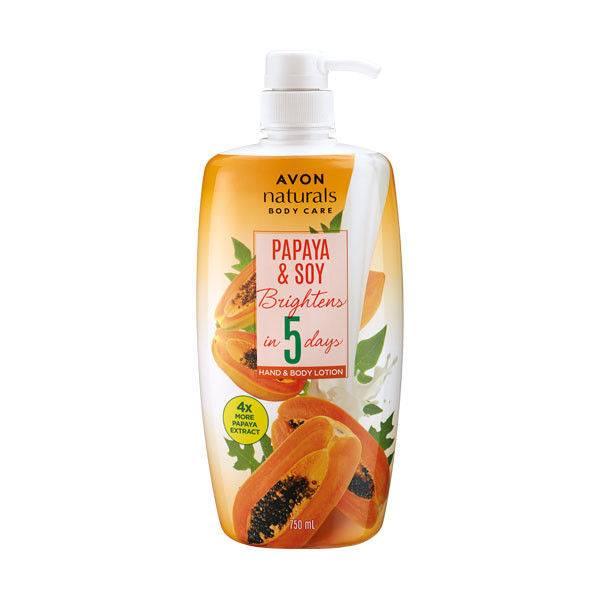 AVON
naturals
BODY CARE
PAPAYA
& SOY
Brightens
in 5 days
HAND & BODY LOTION
4X
MORE
PAPAYA
EXTRACT
750 mL